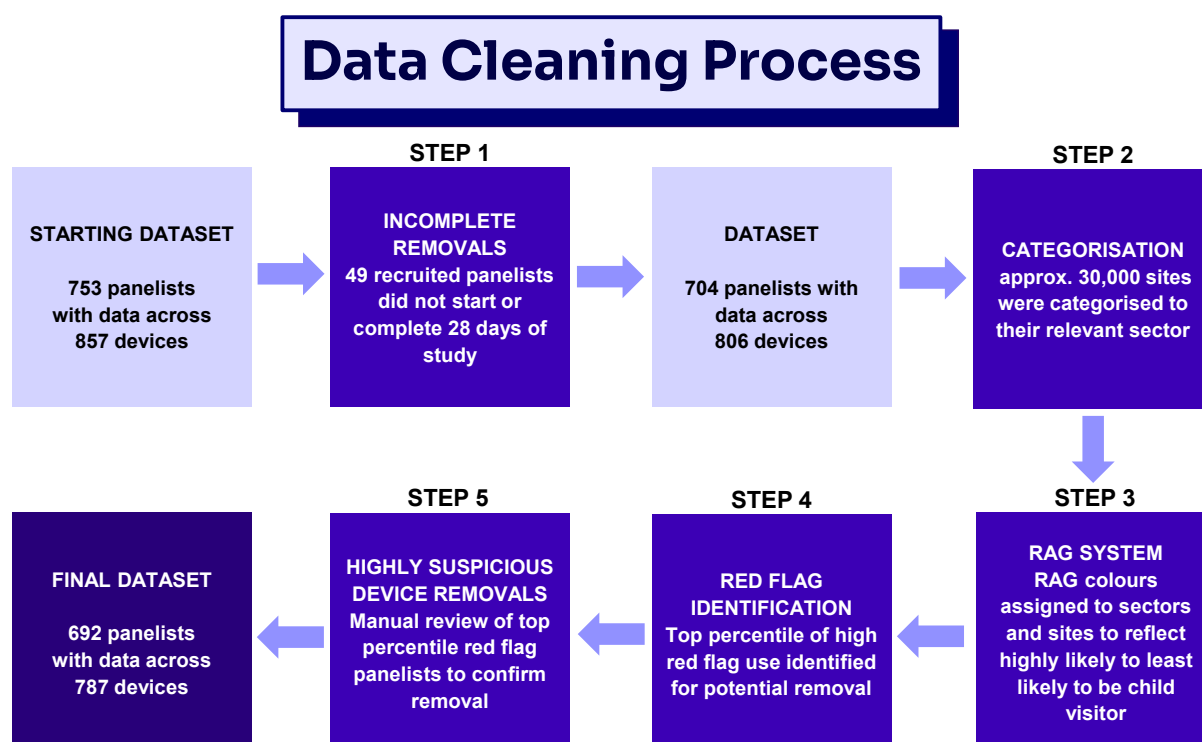 Data Cleaning Process
STARTING DATASET
753 panelists
with data across
857 devices
STEP 1
INCOMPLETE
REMOVALS
49 recruited panelists
did not start or
complete 28 days of
study
DATASET
704 panelists with
data across
806 devices
STEP 2
CATEGORISATION
approx. 30,000 sites
were categorised to
their relevant sector
STEP 3
RAG SYSTEM
RAG colours
assigned to sectors
and sites to reflect
highly likely to least
likely to be child
visitor
STEP 4
RED FLAG
IDENTIFICATION
Top percentile of high
red flag use identified
for potential removal
STEP 5
HIGHLY SUSPICIOUS
DEVICE REMOVALS
Manual review of top
percentile red flag
panelists to confirm
removal
FINAL DATASET
692 panelists
with data across
787 devices